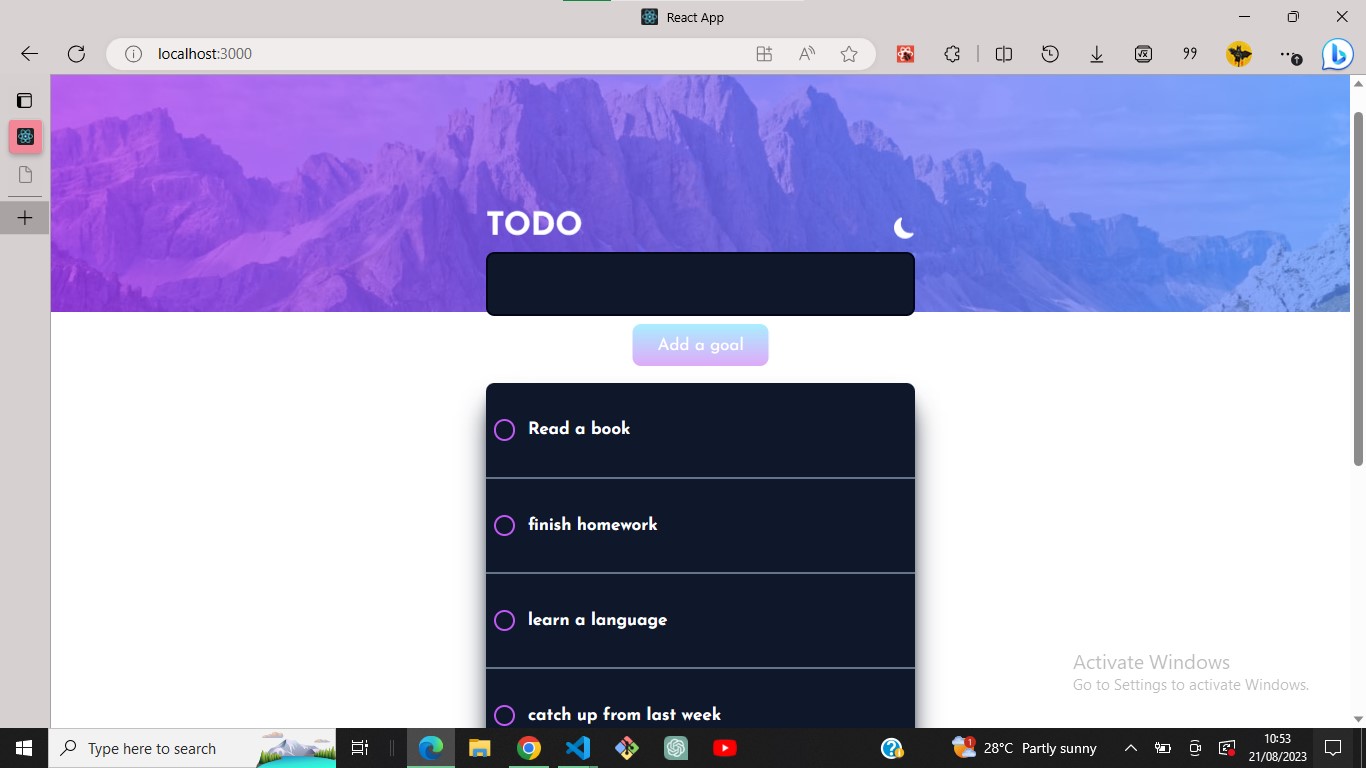 React App
localhost:3000
TODO
Add a goal
Read a book
finish homework
learn a language
catch up from last week
Activate Windows
Go to Settings to activate Windows.
Type here to search
1
28°C Partly sunny
10:53
21/08/2023